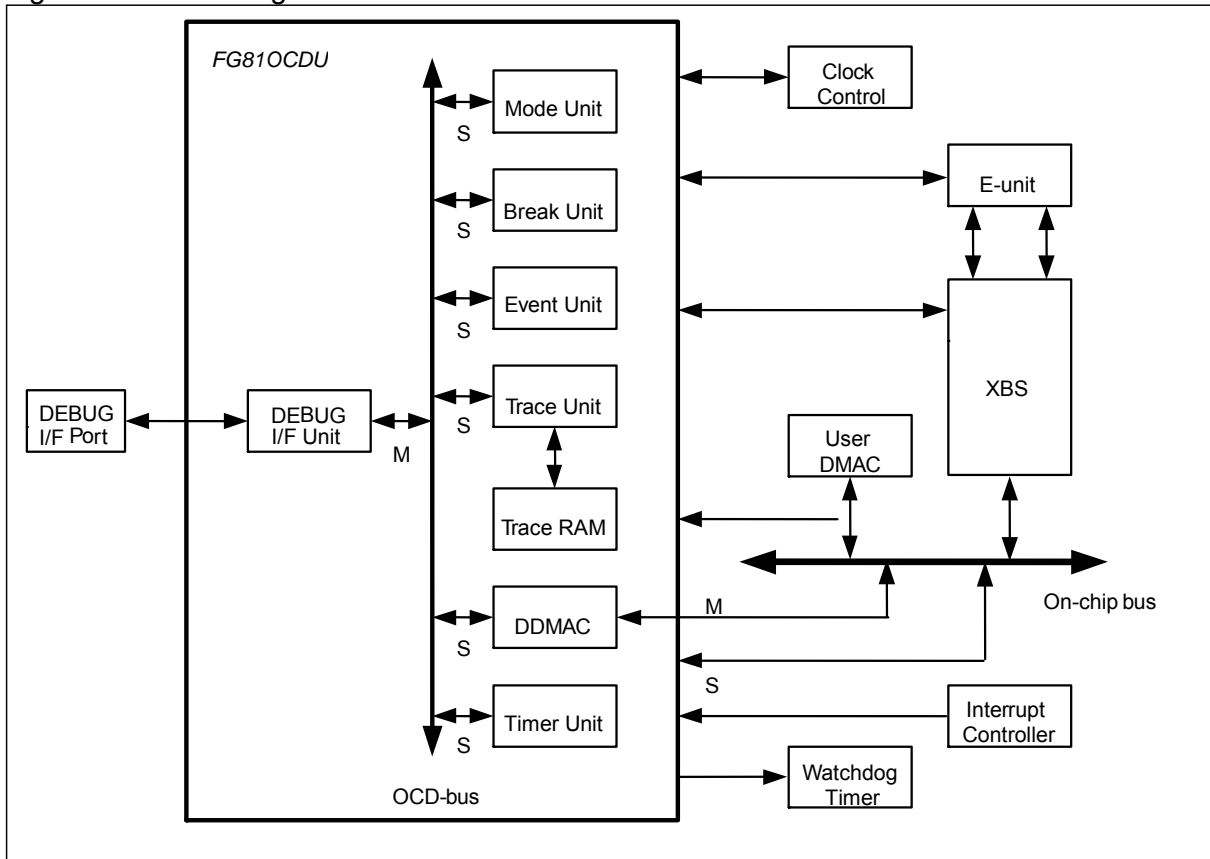 FG81OCDU
Mode Unit
S
Break Unit
S
Event Unit
S
Trace Unit
S
Trace RAM
DDMAC
S
Timer Unit
S
OCD-bus
DEBUG
I/F Port
DEBUG
I/F Unit
M
Clock
Control
E-unit
XBS
User
DMAC
On-chip bus
M
S
Interrupt
Controller
Watchdog
Timer